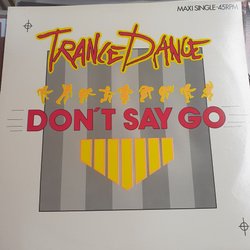 MAXI SINGLE-45RPM
TRANCE DANCE
DON'T SAY GO